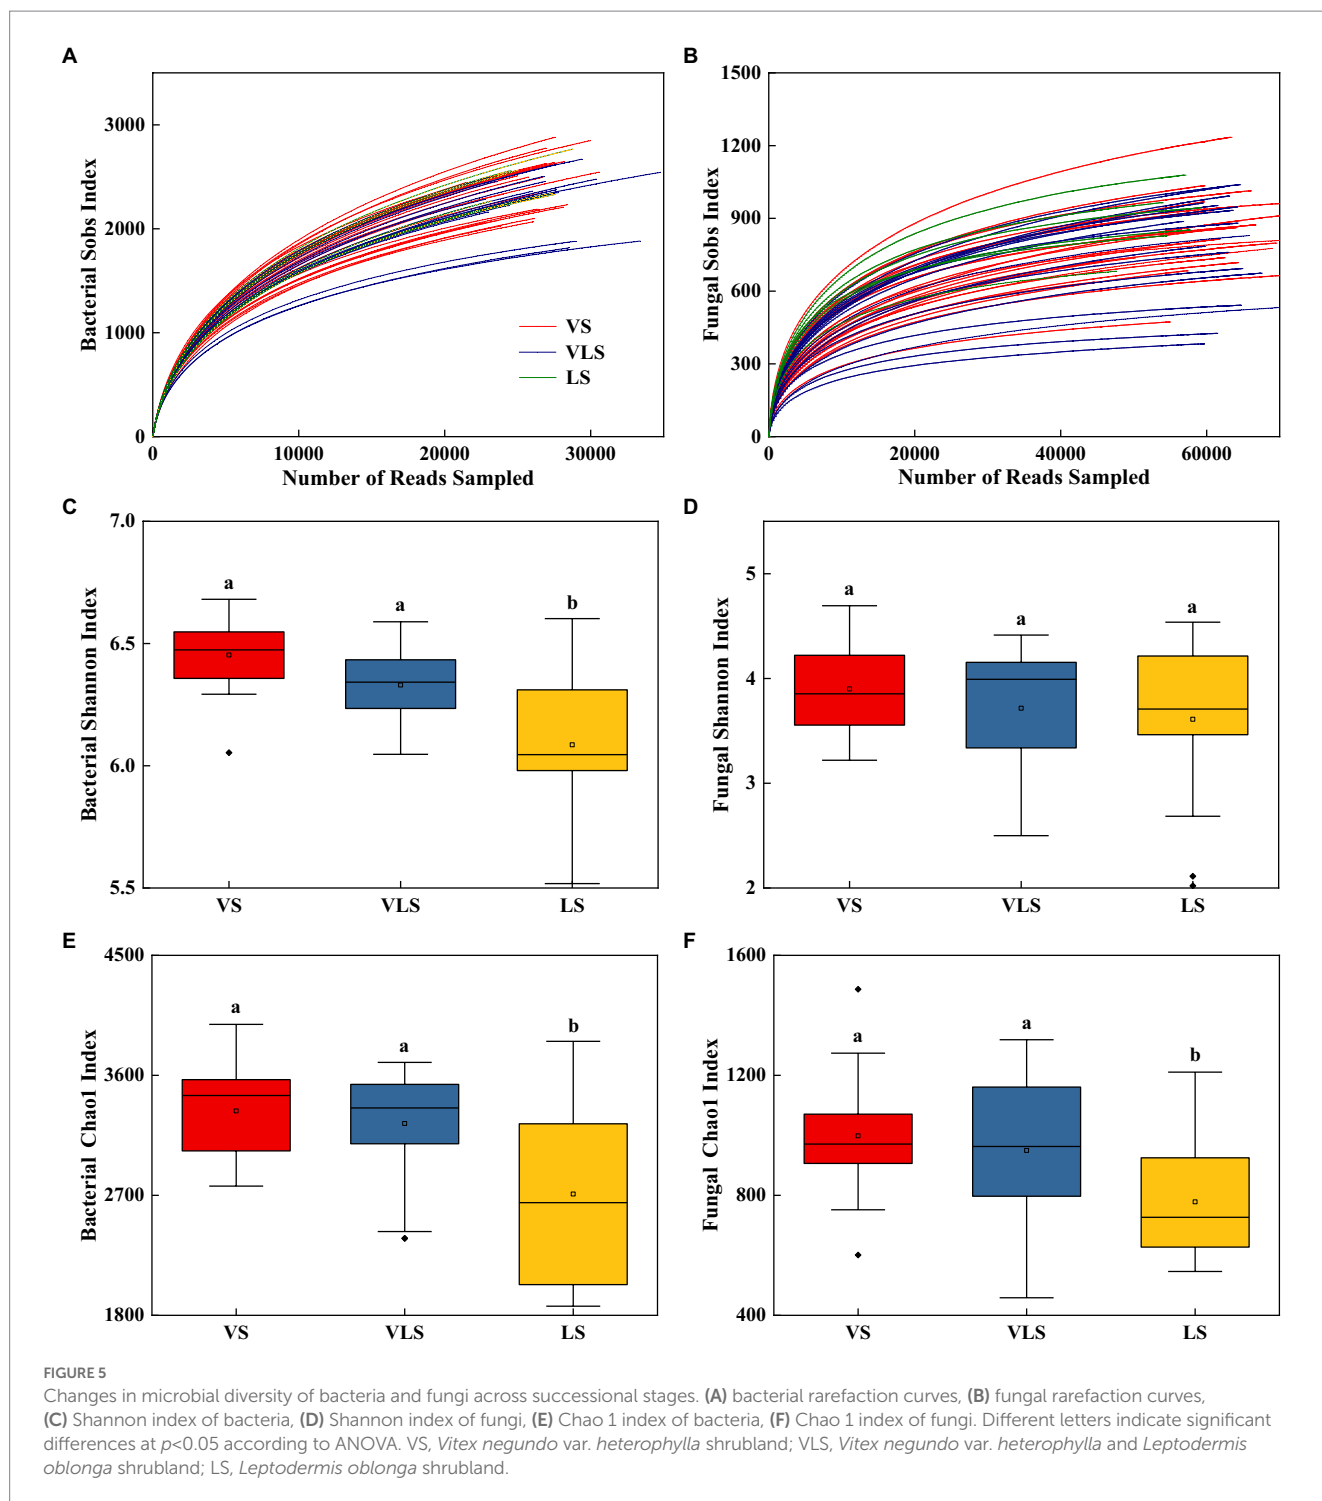 A
Bacterial Sobs Index
3000
2000
1000
0
0 10000 20000 30000
Number of Reads Sampled
VS
VLS
LS
B
Fungal Sobs Index
1500
1200
900
600
300
0
0 20000 40000 60000
Number of Reads Sampled
C
Bacterial Shannon Index
7.0
6.5
6.0
5.5
a
a
b
VS VLS LS
D
Fungal Shannon Index
5
4
3
2
a
a
a
VS VLS LS
E
Bacterial Chao1 Index
4500
3600
2700
1800
a
a
b
VS VLS LS
F
Fungal Chao1 Index
1600
1200
800
400
a
a
b
VS VLS LS
FIGURE 5
Changes in microbial diversity of bacteria and fungi across successional stages. (A) bacterial rarefaction curves, (B) fungal rarefaction curves,
(C) Shannon index of bacteria, (D) Shannon index of fungi, (E) Chao 1 index of bacteria, (F) Chao 1 index of fungi. Different letters indicate significant
differences at p<0.05 according to ANOVA. VS, Vitex negundo var. heterophylla shrubland; VLS, Vitex negundo var. heterophylla and Leptodermis
oblonga shrubland; LS, Leptodermis oblonga shrubland.